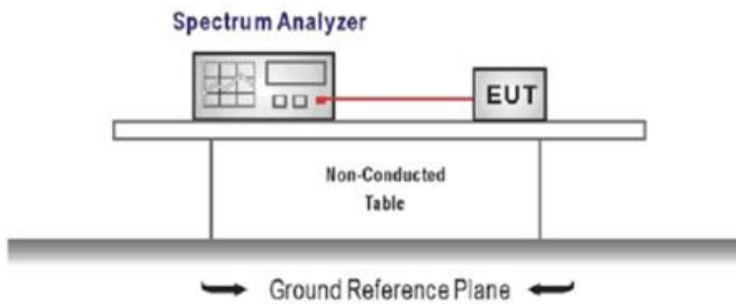 Spectrum Analyzer
EUT
Non-Conducted
Table
Ground Reference Plane